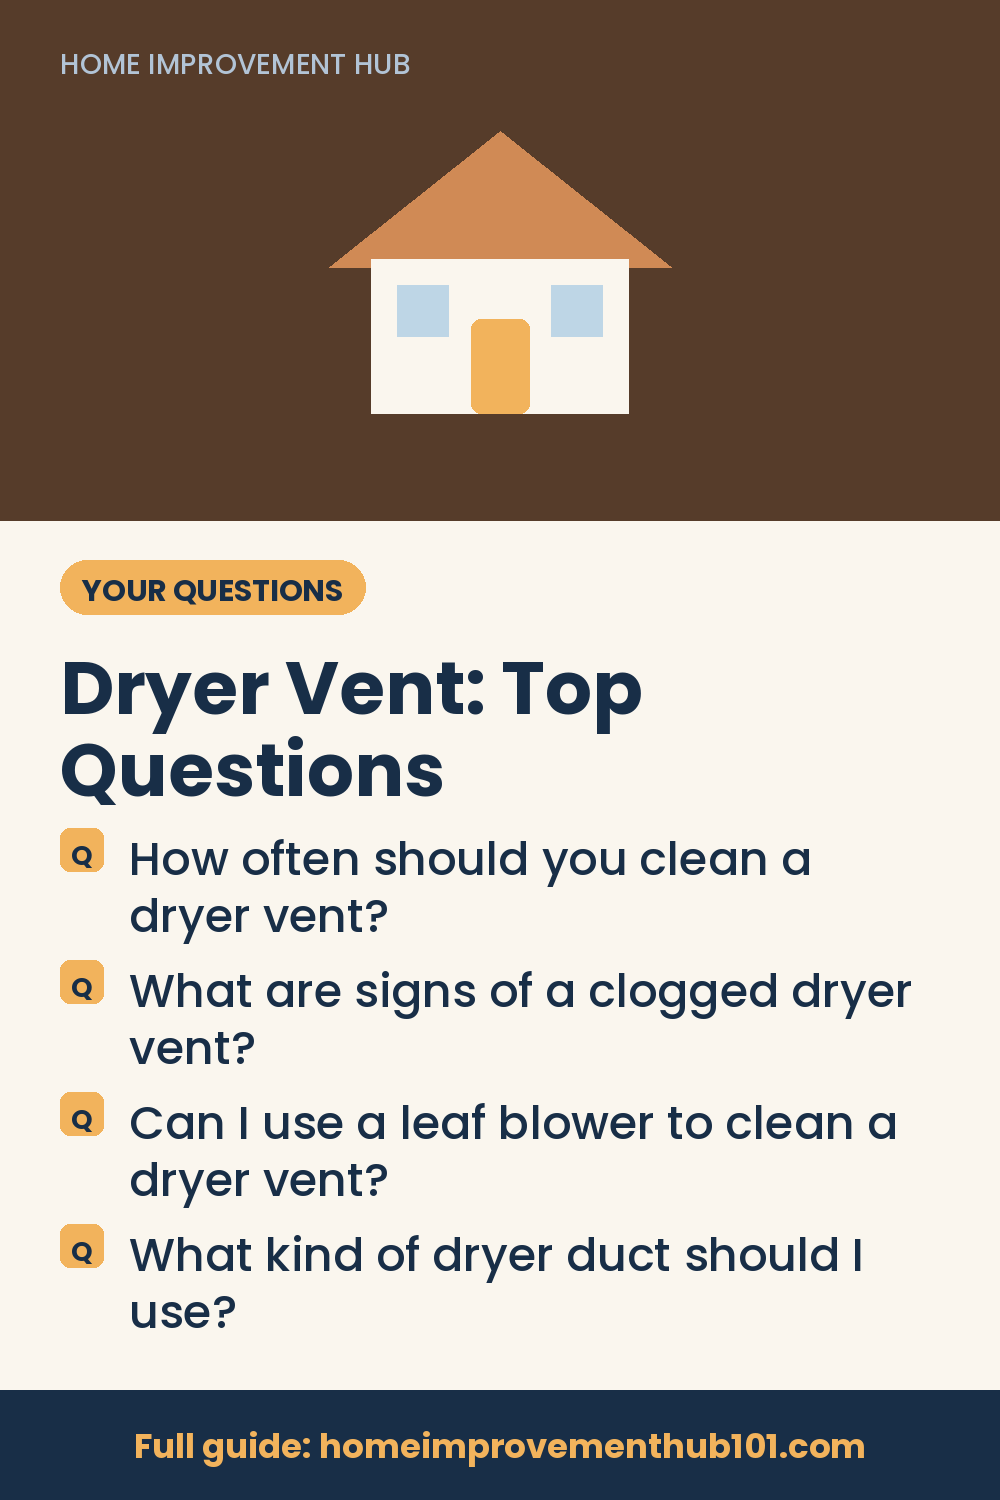 HOME IMPROVEMENT HUB
YOUR QUESTIONS
Dryer Vent: Top
Questions
Q How often should you clean a
dryer vent?
Q What are signs of a clogged dryer
vent?
Q Can I use a leaf blower to clean a
dryer vent?
Q What kind of dryer duct should I
use?
Full guide: homeimprovementhub101.com